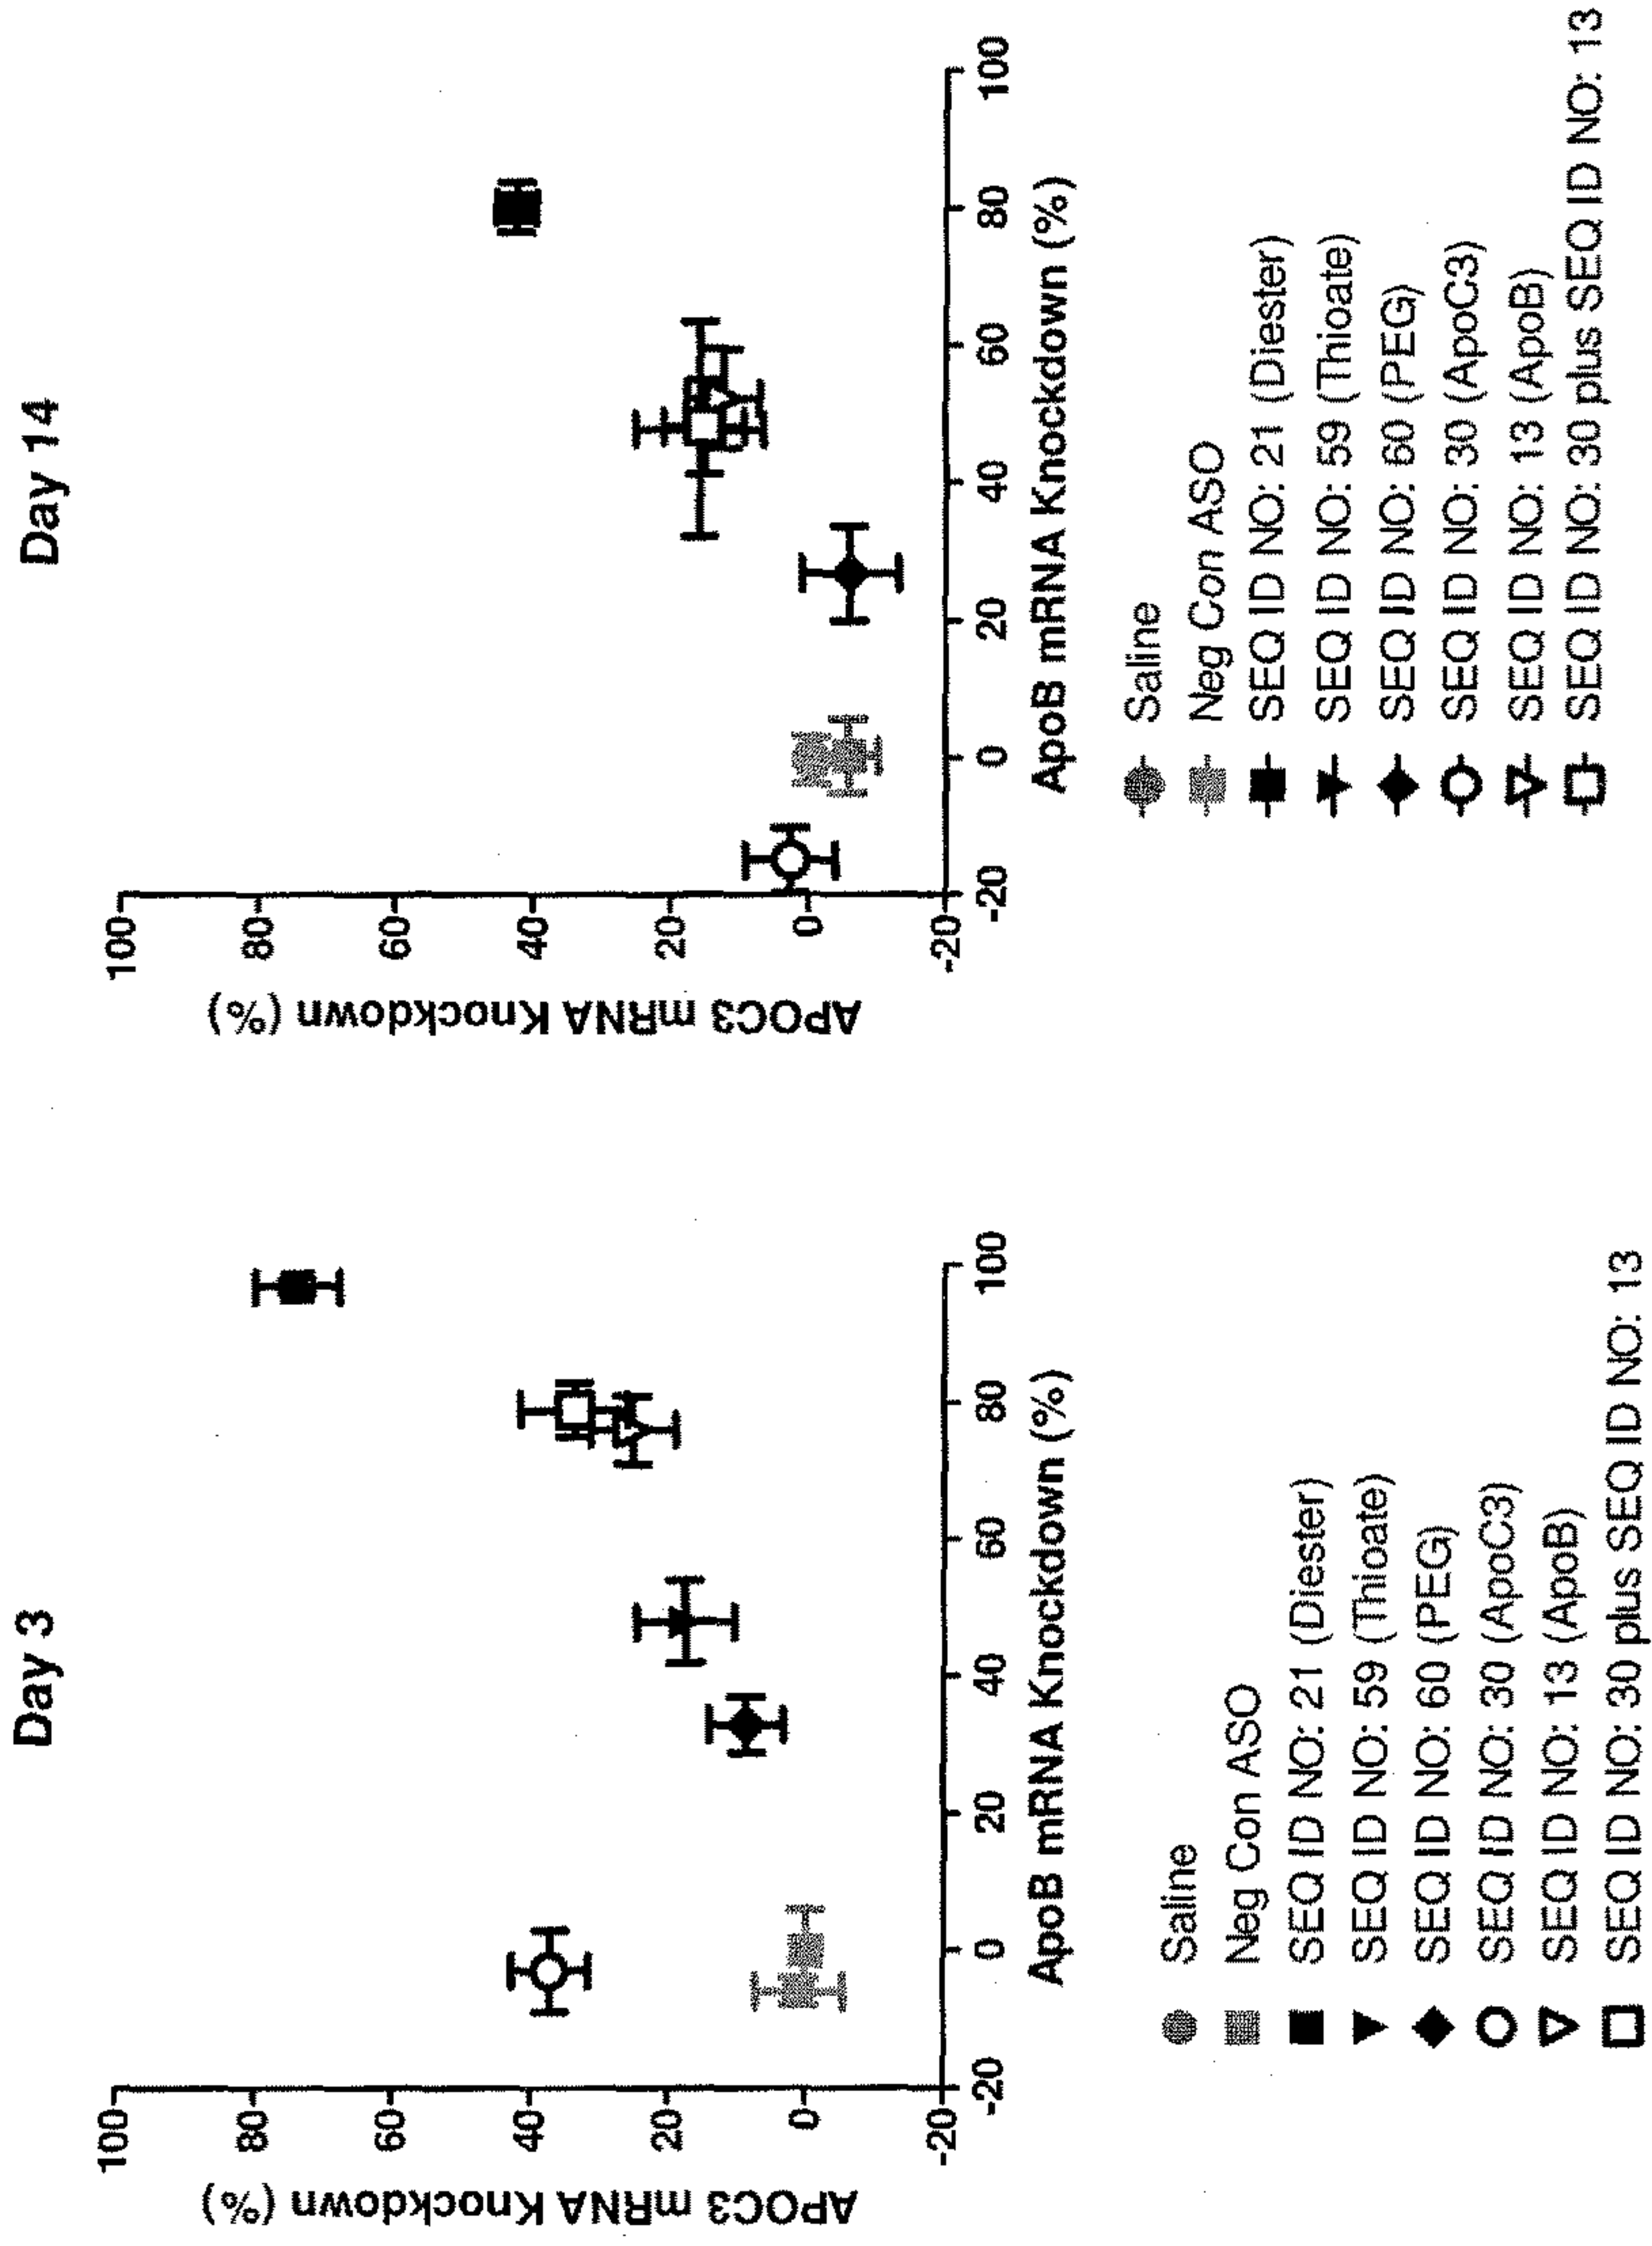 Day 3
APOC3 mRNA Knockdown (%)
100
80
60
40
20
0
-20
-20 0 20 40 60 80 100
ApoB mRNA Knockdown (%)
Saline
Neg Con ASO
SEQ ID NO: 21 (Diester)
SEQ ID NO: 59 (Thioate)
SEQ ID NO: 60 (PEG)
SEQ ID NO: 30 (ApoC3)
SEQ ID NO: 13 (ApoB)
SEQ ID NO: 30 plus SEQ ID NO: 13
Day 14
APOC3 mRNA Knockdown (%)
100
80
60
40
20
0
-20
-20 0 20 40 60 80 100
ApoB mRNA Knockdown (%)
Saline
Neg Con ASO
SEQ ID NO: 21 (Diester)
SEQ ID NO: 59 (Thioate)
SEQ ID NO: 60 (PEG)
SEQ ID NO: 30 (ApoC3)
SEQ ID NO: 13 (ApoB)
SEQ ID NO: 30 plus SEQ ID NO: 13